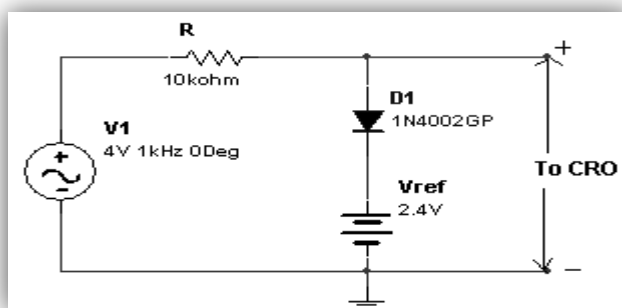 R
10kohm
+
D1
1N4002GP
V1
4V 1kHz 0Deg
To CRO
Vref
2.4V
−